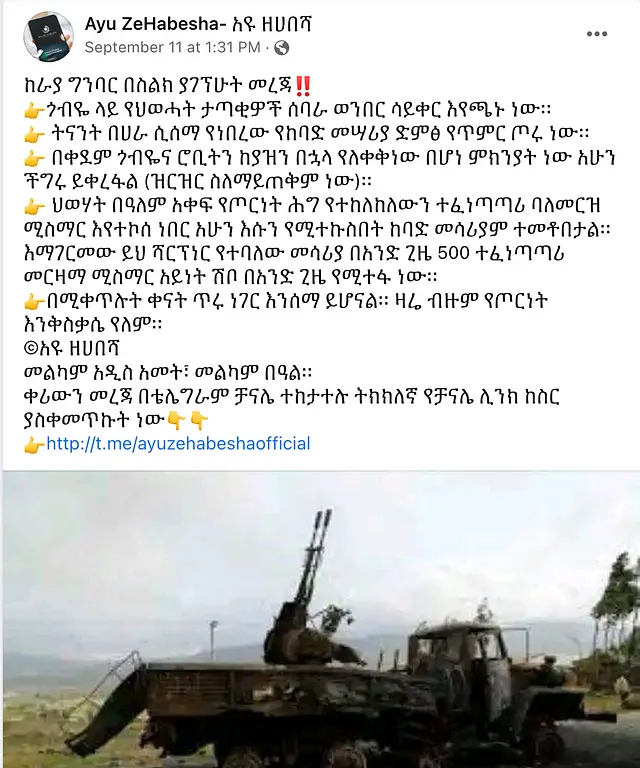 Ayu ZeHabesha- አዩ ዘሀበሻ
September 11 at 1:31 PM ·
ከራያ ግንባር በስልክ ያገኘሁት መረጃ‼️
👉ጎብዬ ላይ የህወሓት ታጣቂዎች ሰባራ ወንበር ሳይቀር እየጫኑ ነው።
👉 ትናንት በሀራ ሲሰማ የነበረው የከባድ መሣሪያ ድምፅ የጥምር ጦሩ ነው።
👉 በቀደም ጎብዬና ሮቢትን ከያዝን በኋላ የለቀቅነው በሆነ ምክንያት ነው አሁን
ችግሩ ይቀረፋል (ዝርዝር ስለማይጠቅም ነው)።
👉 ህወሃት በዓለም አቀፍ የጦርነት ሕግ የተከለከለውን ተፈነጣጣሪ ባለመርዝ
ሚስማር እየተኮሰ ነበር አሁን እሱን የሚተኩስበት ከባድ መሳሪያም ተመቶበታል።
እማገርመው ይህ ሻርፕነር የተባለው መሳሪያ በአንድ ጊዜ 500 ተፈነጣጣሪ
መርዛማ ሚስማር አይነት ሽቦ በአንድ ጊዜ የሚተፋ ነው።
👉በሚቀጥሉት ቀናት ጥሩ ነገር እንሰማ ይሆናል። ዛሬ ብዙም የጦርነት
እንቅስቃሴ የለም።
©አዩ ዘሀበሻ
መልካም አዲስ አመት፣ መልካም በዓል።
ቀሪውን መረጃ በቴሌግራም ቻናሌ ተከታተሉ ትክክለኛ የቻናሌ ሊንክ ከስር
ያስቀመጥኩት ነው👇👇
👉http://t.me/ayuzehabeshaofficial